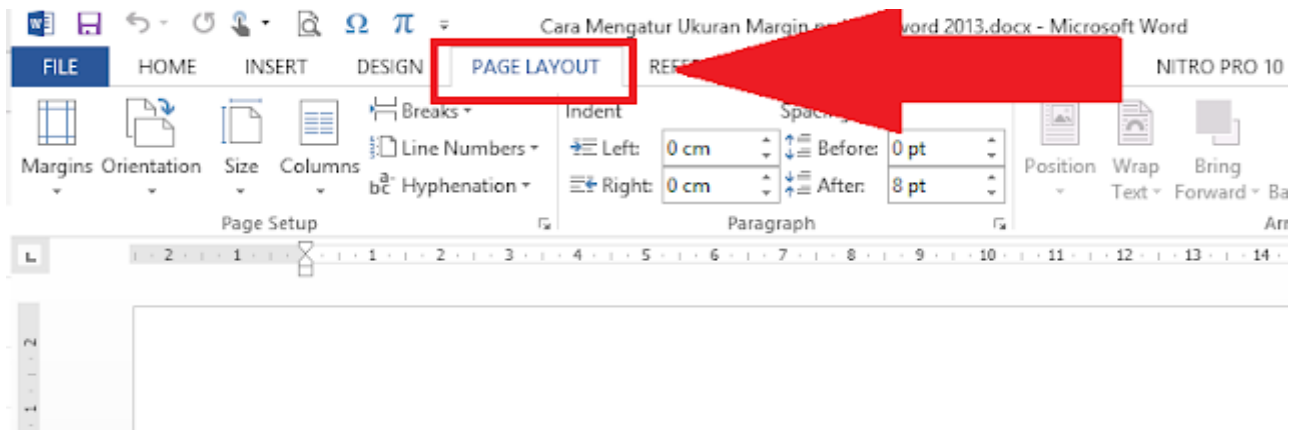 Cara Mengatur Ukuran Margin word 2013.docx - Microsoft Word
FILE HOME INSERT DESIGN PAGE LAYOUT NITRO PRO 10
Breaks Indent
Line Numbers Left: 0 cm Before: 0 pt
Margins Orientation Size Columns Position Wrap Bring
Hyphenation Right: 0 cm After: 8 pt Text Forward
Page Setup Paragraph
2 1 1 2 3 4 5 6 7 8 9 10 11 12 13 14
2
1